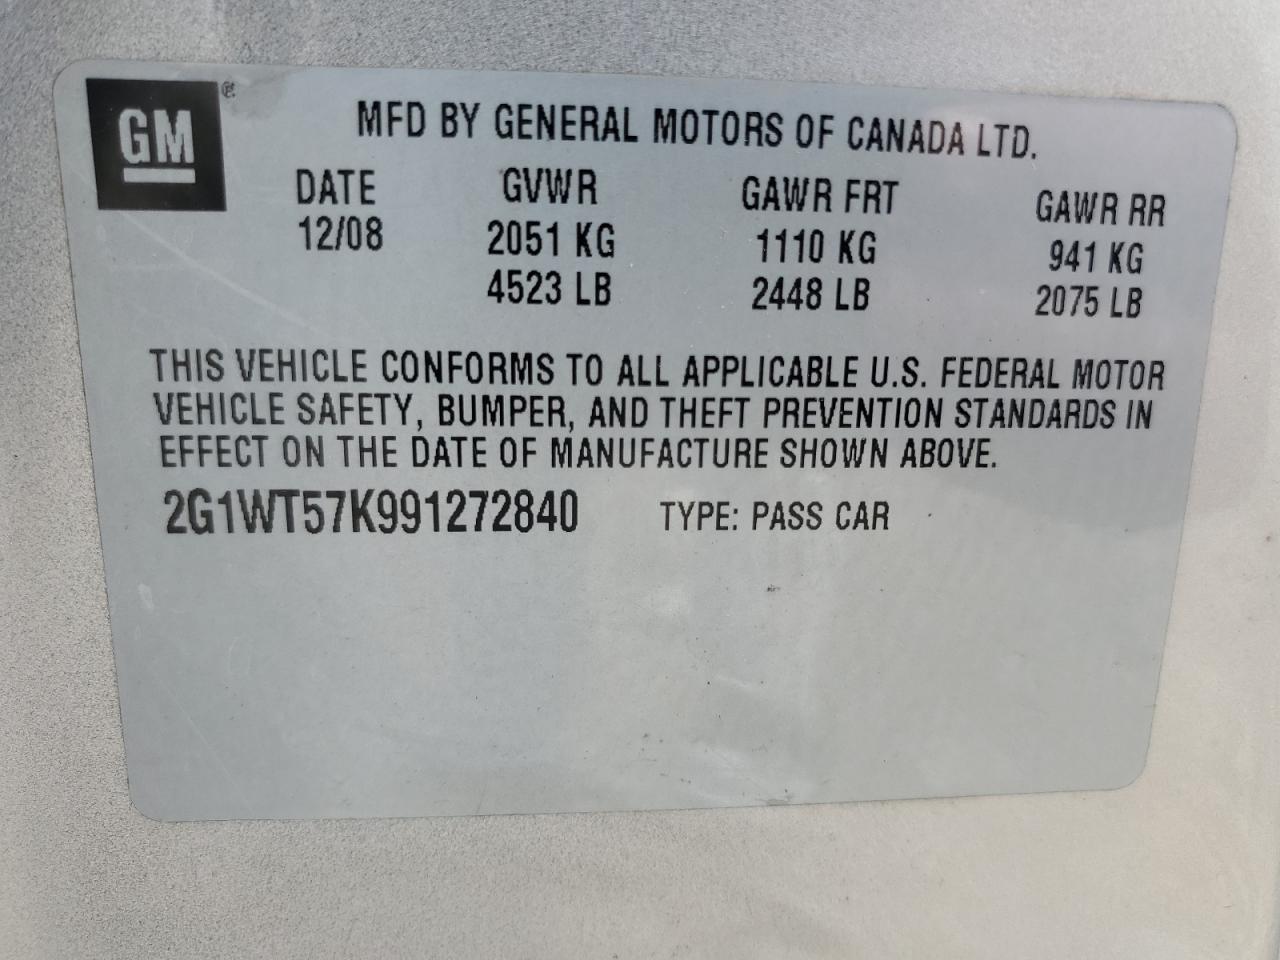 GM®
MFD BY GENERAL MOTORS OF CANADA LTD.
DATE GVWR GAWR FRT GAWR RR
12/08 2051 KG 1110 KG 941 KG
4523 LB 2448 LB 2075 LB
THIS VEHICLE CONFORMS TO ALL APPLICABLE U.S. FEDERAL MOTOR
VEHICLE SAFETY, BUMPER, AND THEFT PREVENTION STANDARDS IN
EFFECT ON THE DATE OF MANUFACTURE SHOWN ABOVE.
2G1WT57K991272840 TYPE: PASS CAR